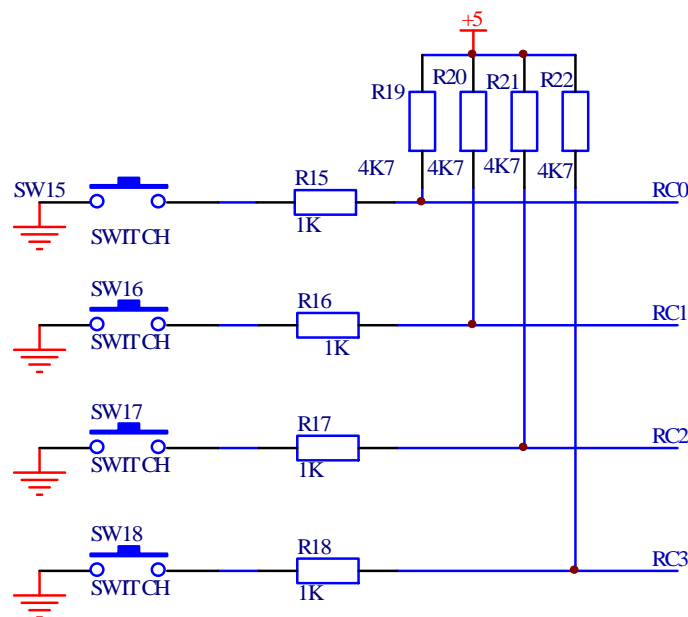 +5
R19
R20
R21
R22
4K7
4K7
4K7
4K7
SW15
SWITCH
R15
1K
RC0
SW16
SWITCH
R16
1K
RC1
SW17
SWITCH
R17
1K
RC2
SW18
SWITCH
R18
1K
RC3